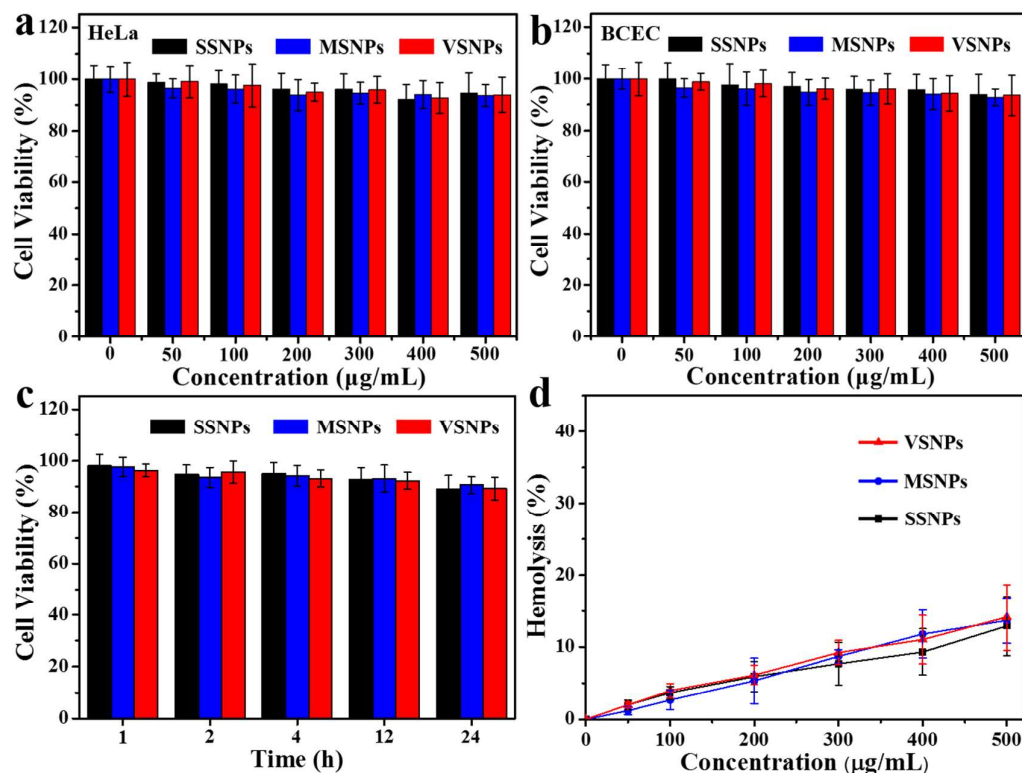 a
HeLa
SSNPs MSNPs VSNPs
Cell Viability (%)
120
100
80
60
40
20
0
0 50 100 200 300 400 500
Concentration (µg/mL)
b
BCEC
SSNPs MSNPs VSNPs
Cell Viability (%)
120
100
80
60
40
20
0
0 50 100 200 300 400 500
Concentration (µg/mL)
c
SSNPs MSNPs VSNPs
Cell Viability (%)
120
100
80
60
40
20
0
1 2 4 12 24
Time (h)
d
VSNPs
MSNPs
SSNPs
Hemolysis (%)
40
30
20
10
0
0 100 200 300 400 500
Concentration (µg/mL)